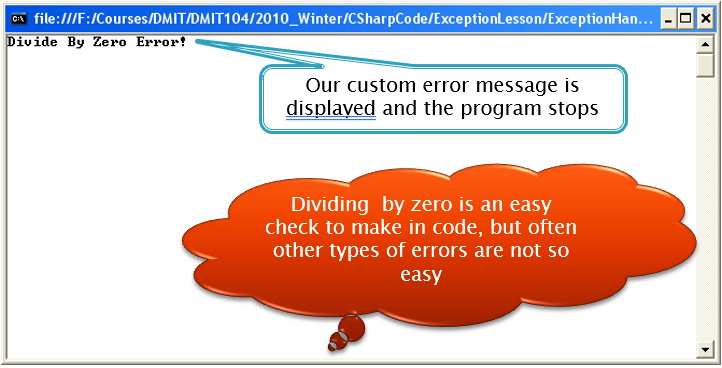 file:///F:/Courses/DMIT/DMIT104/2010_Winter/CSharpCode/ExceptionLesson/ExceptionHan...
Divide By Zero Error!
Our custom error message is
displayed and the program stops
Dividing  by zero is an easy
check to make in code, but often
other types of errors are not so
easy